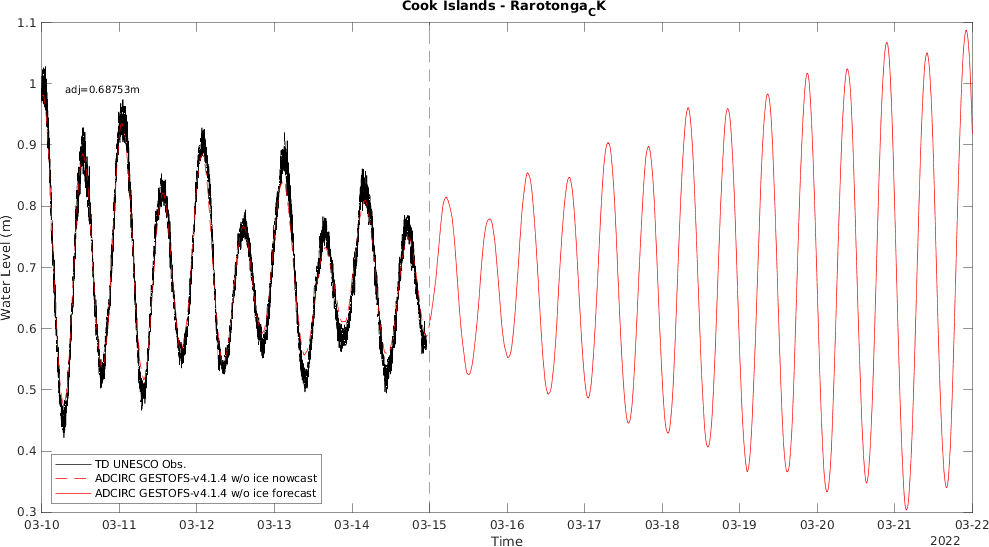 Cook Islands - Rarotonga_CK
1.1
1
0.9
0.8
0.7
0.6
0.5
0.4
0.3
Water Level (m)
adj=0.68753m
TD UNESCO Obs.
ADCIRC GESTOFS-v4.1.4 w/o ice nowcast
ADCIRC GESTOFS-v4.1.4 w/o ice forecast
03-10 03-11 03-12 03-13 03-14 03-15 03-16 03-17 03-18 03-19 03-20 03-21 03-22
Time
2022